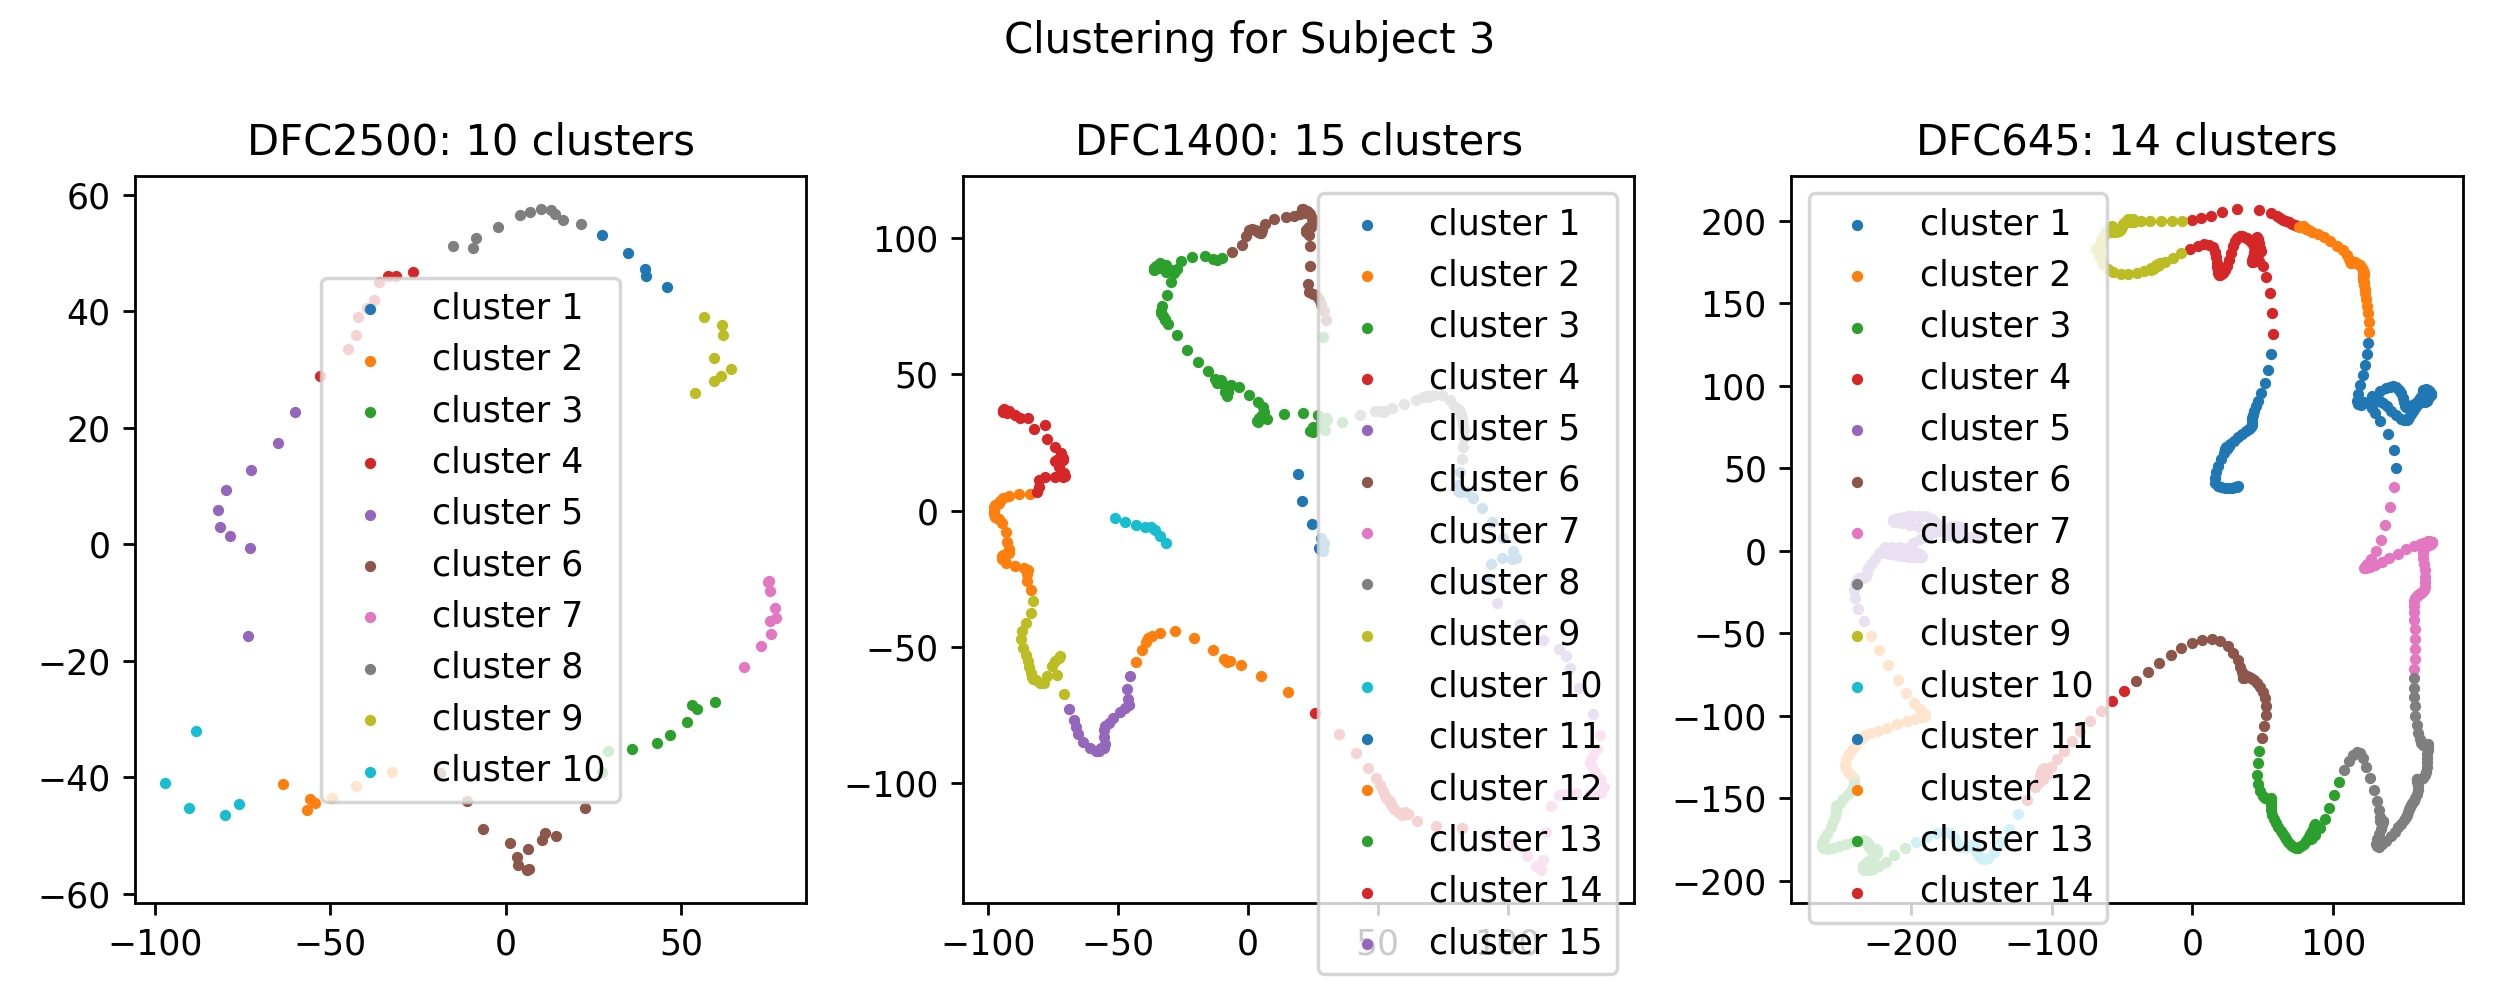 Clustering for Subject 3
DFC2500: 10 clusters
60
40
20
0
−20
−40
−60
−100
−50
0
50
cluster 1
cluster 2
cluster 3
cluster 4
cluster 5
cluster 6
cluster 7
cluster 8
cluster 9
cluster 10
DFC1400: 15 clusters
100
50
0
−50
−100
−100
−50
0
50
100
cluster 1
cluster 2
cluster 3
cluster 4
cluster 5
cluster 6
cluster 7
cluster 8
cluster 9
cluster 10
cluster 11
cluster 12
cluster 13
cluster 14
cluster 15
DFC645: 14 clusters
200
150
100
50
0
−50
−100
−150
−200
−200
−100
0
100
cluster 1
cluster 2
cluster 3
cluster 4
cluster 5
cluster 6
cluster 7
cluster 8
cluster 9
cluster 10
cluster 11
cluster 12
cluster 13
cluster 14